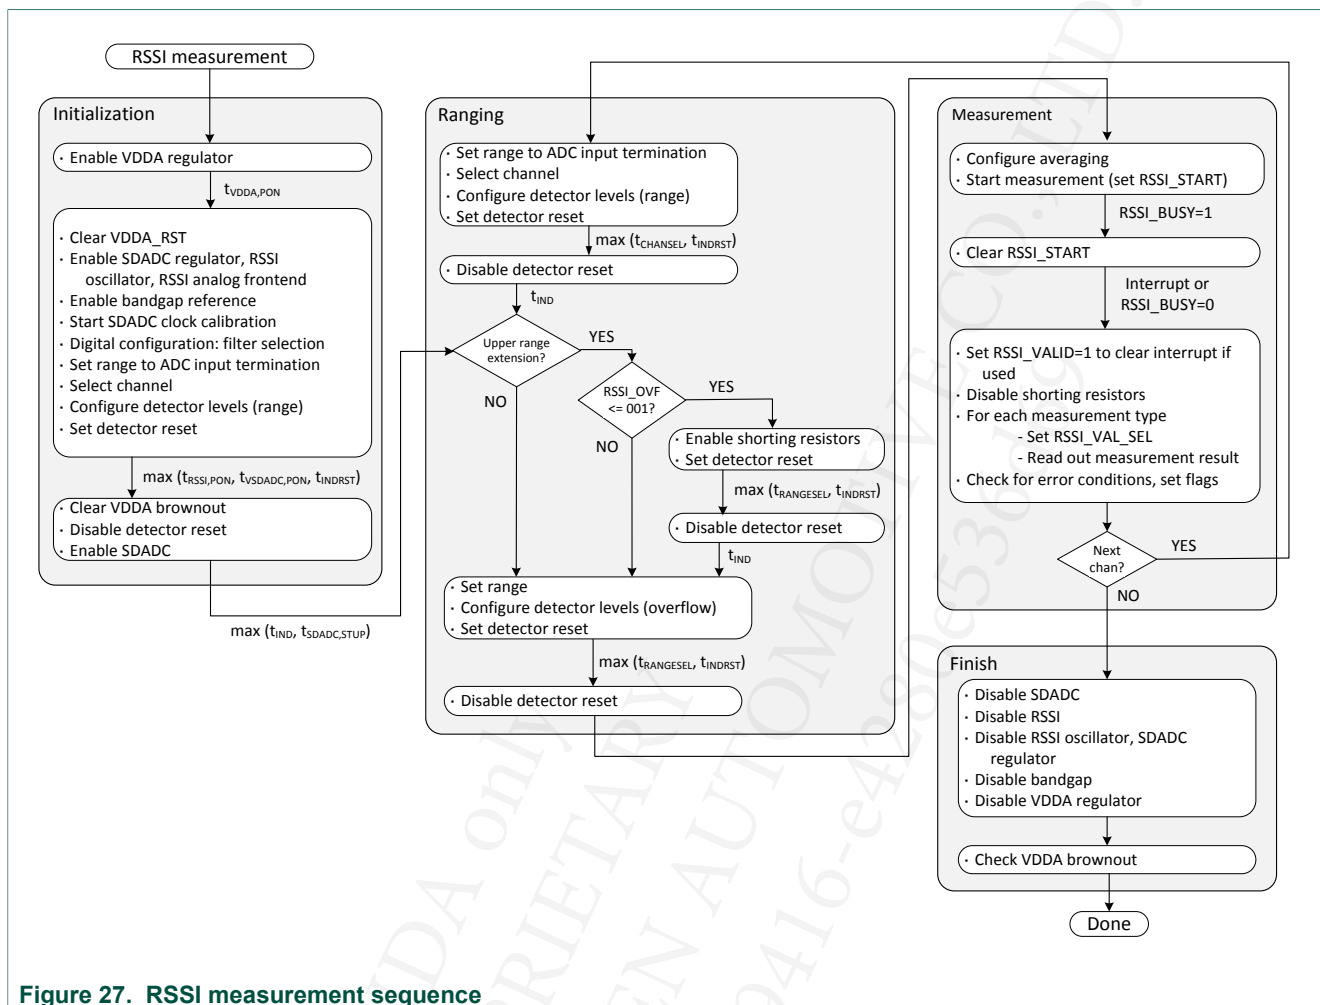 RSSI measurement
Initialization
· Enable VDDA regulator
tVDDA,PON
· Clear VDDA_RST
· Enable SDADC regulator, RSSI
oscillator, RSSI analog frontend
· Enable bandgap reference
· Start SDADC clock calibration
· Digital configuration: filter selection
· Set range to ADC input termination
· Select channel
· Configure detector levels (range)
· Set detector reset
max (tRSSI,PON, tVSDADC,PON, tINDRST)
· Clear VDDA brownout
· Disable detector reset
· Enable SDADC
max (tIND, tSDADC,STUP)
Ranging
· Set range to ADC input termination
· Select channel
· Configure detector levels (range)
· Set detector reset
max (tCHANSEL, tINDRST)
· Disable detector reset
tIND
Upper range
extension?
YES
NO
RSSI_OVF
<= 001?
YES
NO
· Enable shorting resistors
· Set detector reset
max (tRANGESEL, tINDRST)
· Disable detector reset
tIND
· Set range
· Configure detector levels (overflow)
· Set detector reset
max (tRANGESEL, tINDRST)
· Disable detector reset
Measurement
· Configure averaging
· Start measurement (set RSSI_START)
RSSI_BUSY=1
· Clear RSSI_START
Interrupt or
RSSI_BUSY=0
· Set RSSI_VALID=1 to clear interrupt if
used
· Disable shorting resistors
· For each measurement type
- Set RSSI_VAL_SEL
- Read out measurement result
· Check for error conditions, set flags
Next
chan?
YES
NO
Finish
· Disable SDADC
· Disable RSSI
· Disable RSSI oscillator, SDADC
regulator
· Disable bandgap
· Disable VDDA regulator
· Check VDDA brownout
Done
Figure 27. RSSI measurement sequence